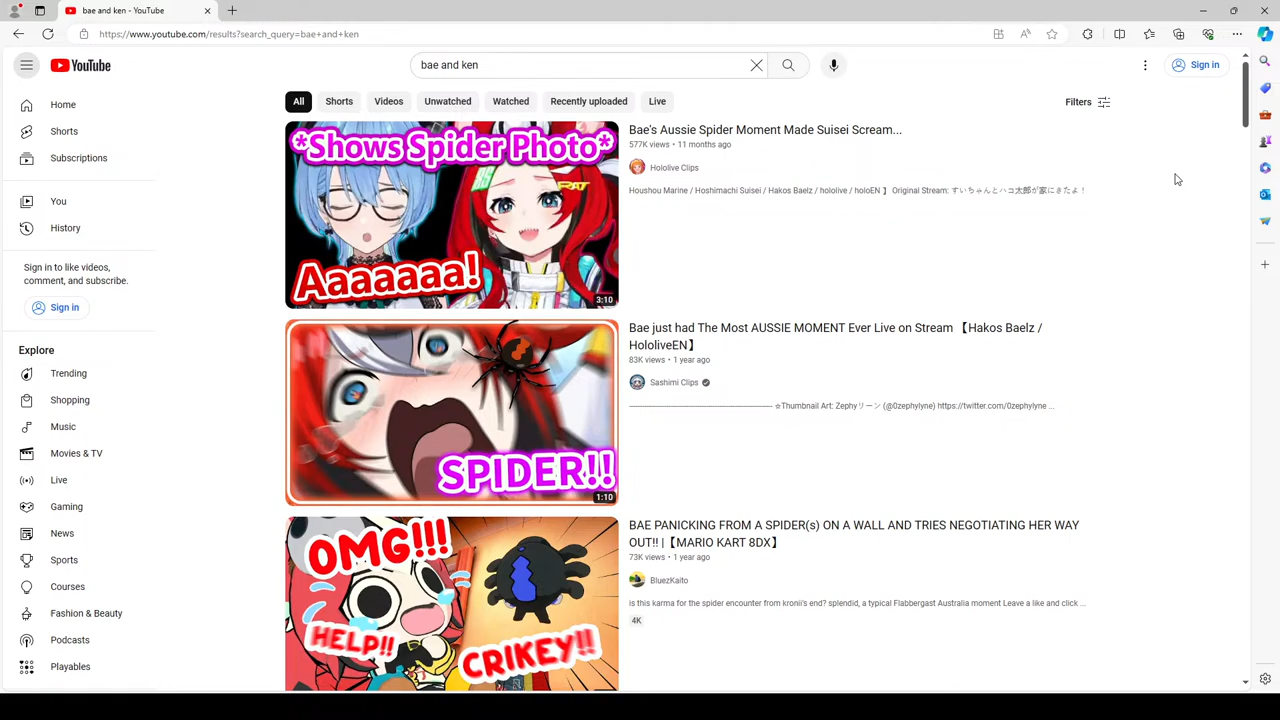 bae and ken - YouTube
https://www.youtube.com/results?search_query=bae+and+ken
YouTube
bae and ken
Sign in
All
Shorts
Videos
Unwatched
Watched
Recently uploaded
Live
Filters
Home
Shorts
Subscriptions
You
History
Sign in to like videos,
comment, and subscribe.
Sign in
Explore
Trending
Shopping
Music
Movies & TV
Live
Gaming
News
Sports
Courses
Fashion & Beauty
Podcasts
Playables
*Shows Spider Photo*
RAT
Aaaaaaa!
3:10
Bae's Aussie Spider Moment Made Suisei Scream...
577K views • 11 months ago
Hololive Clips
Houshou Marine / Hoshimachi Suisei / Hakos Baelz / hololive / holoEN 】 Original Stream: すいちゃんとハコ太郎が家にきたよ！
SPIDER!!
1:10
Bae just had The Most AUSSIE MOMENT Ever Live on Stream 【Hakos Baelz /
HololiveEN】
83K views • 1 year ago
Sashimi Clips
☆Thumbnail Art: Zephyリーン (@0zephylyne) https://twitter.com/0zephylyne ...
OMG!!!
HELP!!
CRIKEY!!
BAE PANICKING FROM A SPIDER(s) ON A WALL AND TRIES NEGOTIATING HER WAY
OUT!! |【MARIO KART 8DX】
73K views • 1 year ago
BluezKaito
is this karma for the spider encounter from kronii's end? splendid, a typical Flabbergast Australia moment Leave a like and click ...
4K